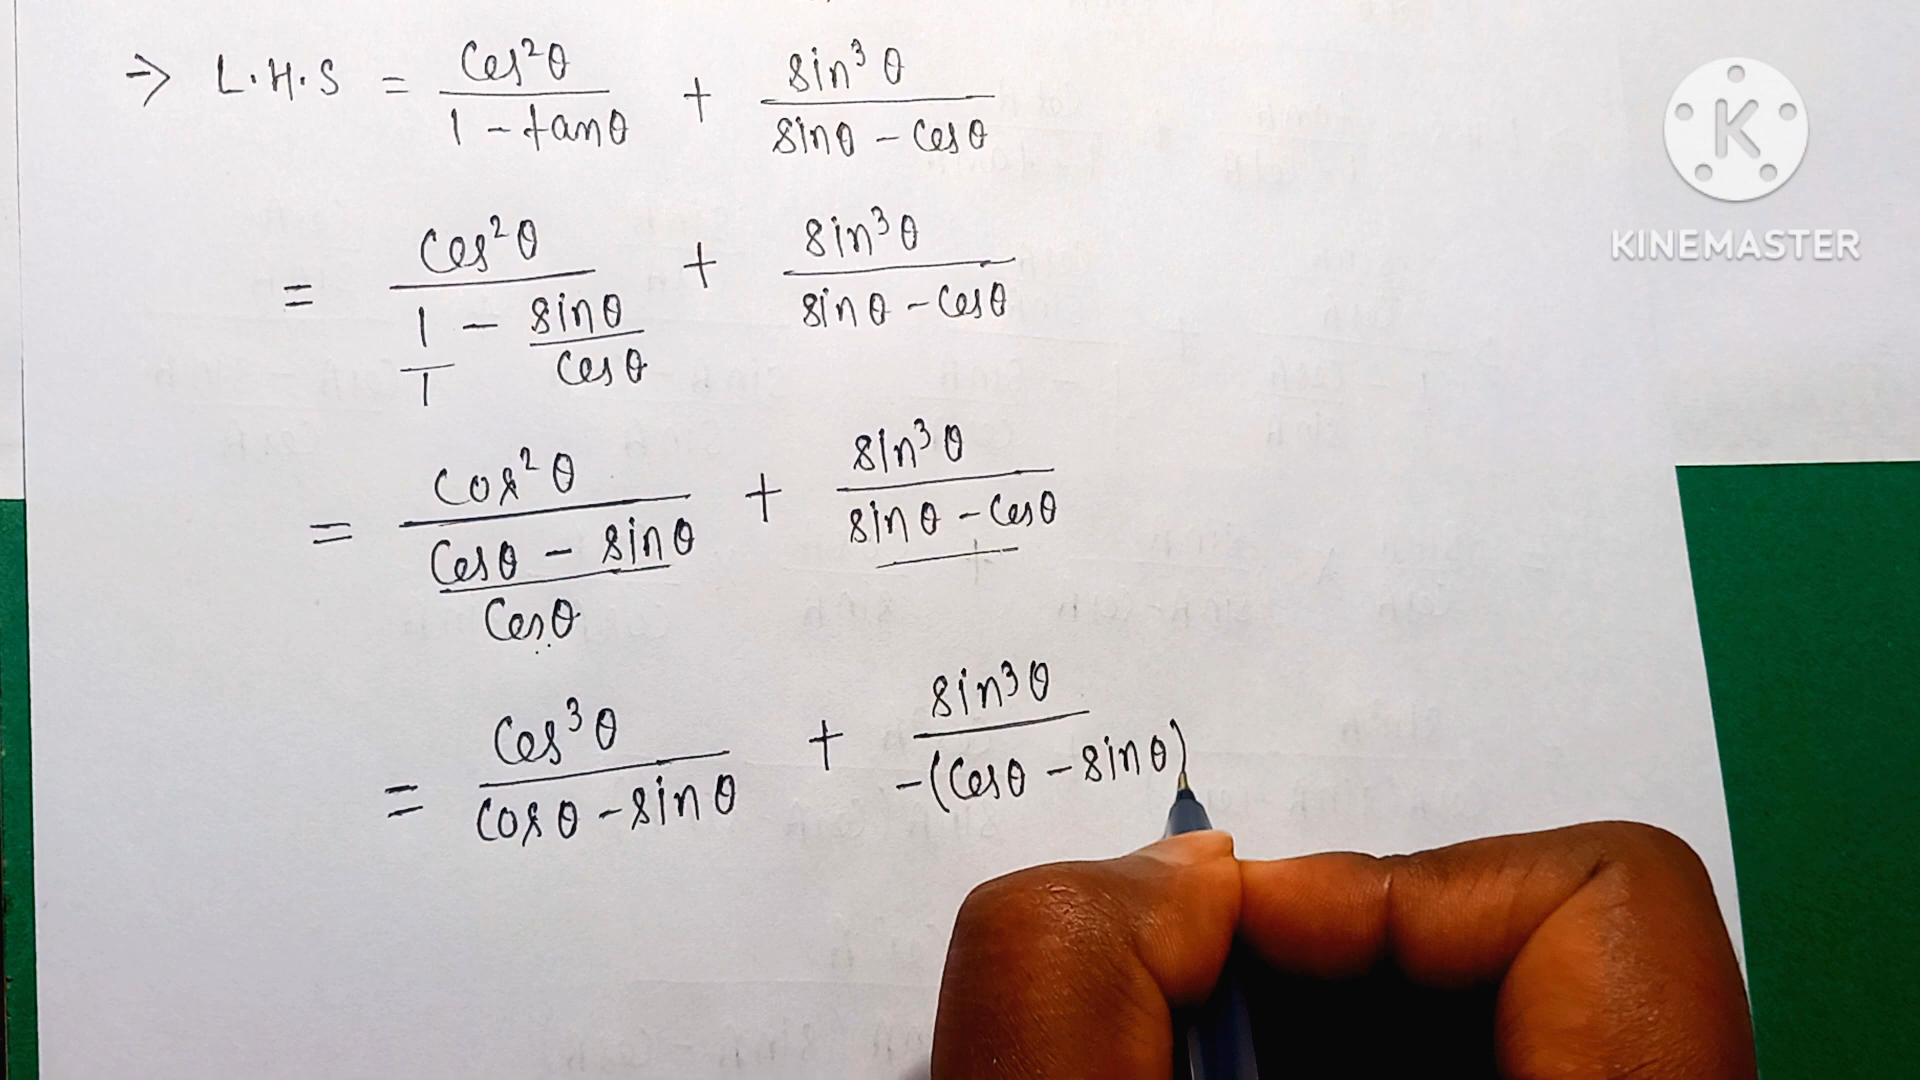 → L.H.S = cos²θ / (1 - tanθ) + sin³θ / (sinθ - cosθ)
= cos²θ / (1/1 - sinθ/cosθ) + sin³θ / (sinθ - cosθ)
= cos²θ / ((cosθ - sinθ)/cosθ) + sin³θ / (sinθ - cosθ)
= cos³θ / (cosθ - sinθ) + sin³θ / -(cosθ - sinθ)
K
KINEMASTER